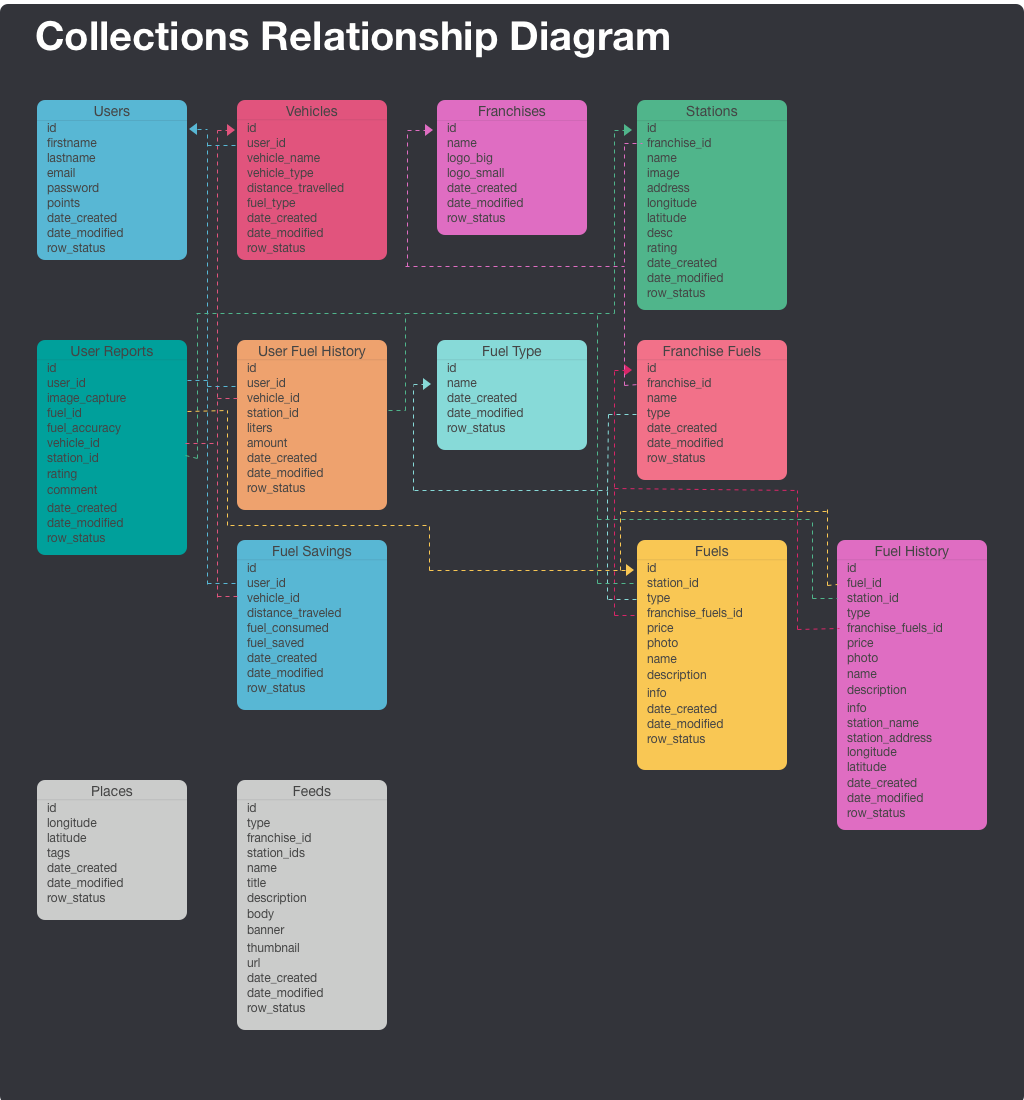 Collections Relationship Diagram
Users
id
firstname
lastname
email
password
points
date_created
date_modified
row_status
Vehicles
id
user_id
vehicle_name
vehicle_type
distance_travelled
fuel_type
date_created
date_modified
row_status
Franchises
id
name
logo_big
logo_small
date_created
date_modified
row_status
Stations
id
franchise_id
name
image
address
longitude
latitude
desc
rating
date_created
date_modified
row_status
User Reports
id
user_id
image_capture
fuel_id
fuel_accuracy
vehicle_id
station_id
rating
comment
date_created
date_modified
row_status
User Fuel History
id
user_id
vehicle_id
station_id
liters
amount
date_created
date_modified
row_status
Fuel Type
id
name
date_created
date_modified
row_status
Franchise Fuels
id
franchise_id
name
type
date_created
date_modified
row_status
Fuel Savings
id
user_id
vehicle_id
distance_traveled
fuel_consumed
fuel_saved
date_created
date_modified
row_status
Fuels
id
station_id
type
franchise_fuels_id
price
photo
name
description
info
date_created
date_modified
row_status
Fuel History
id
fuel_id
station_id
type
franchise_fuels_id
price
photo
name
description
info
station_name
station_address
longitude
latitude
date_created
date_modified
row_status
Places
id
longitude
latitude
tags
date_created
date_modified
row_status
Feeds
id
type
franchise_id
station_ids
name
title
description
body
banner
thumbnail
url
date_created
date_modified
row_status